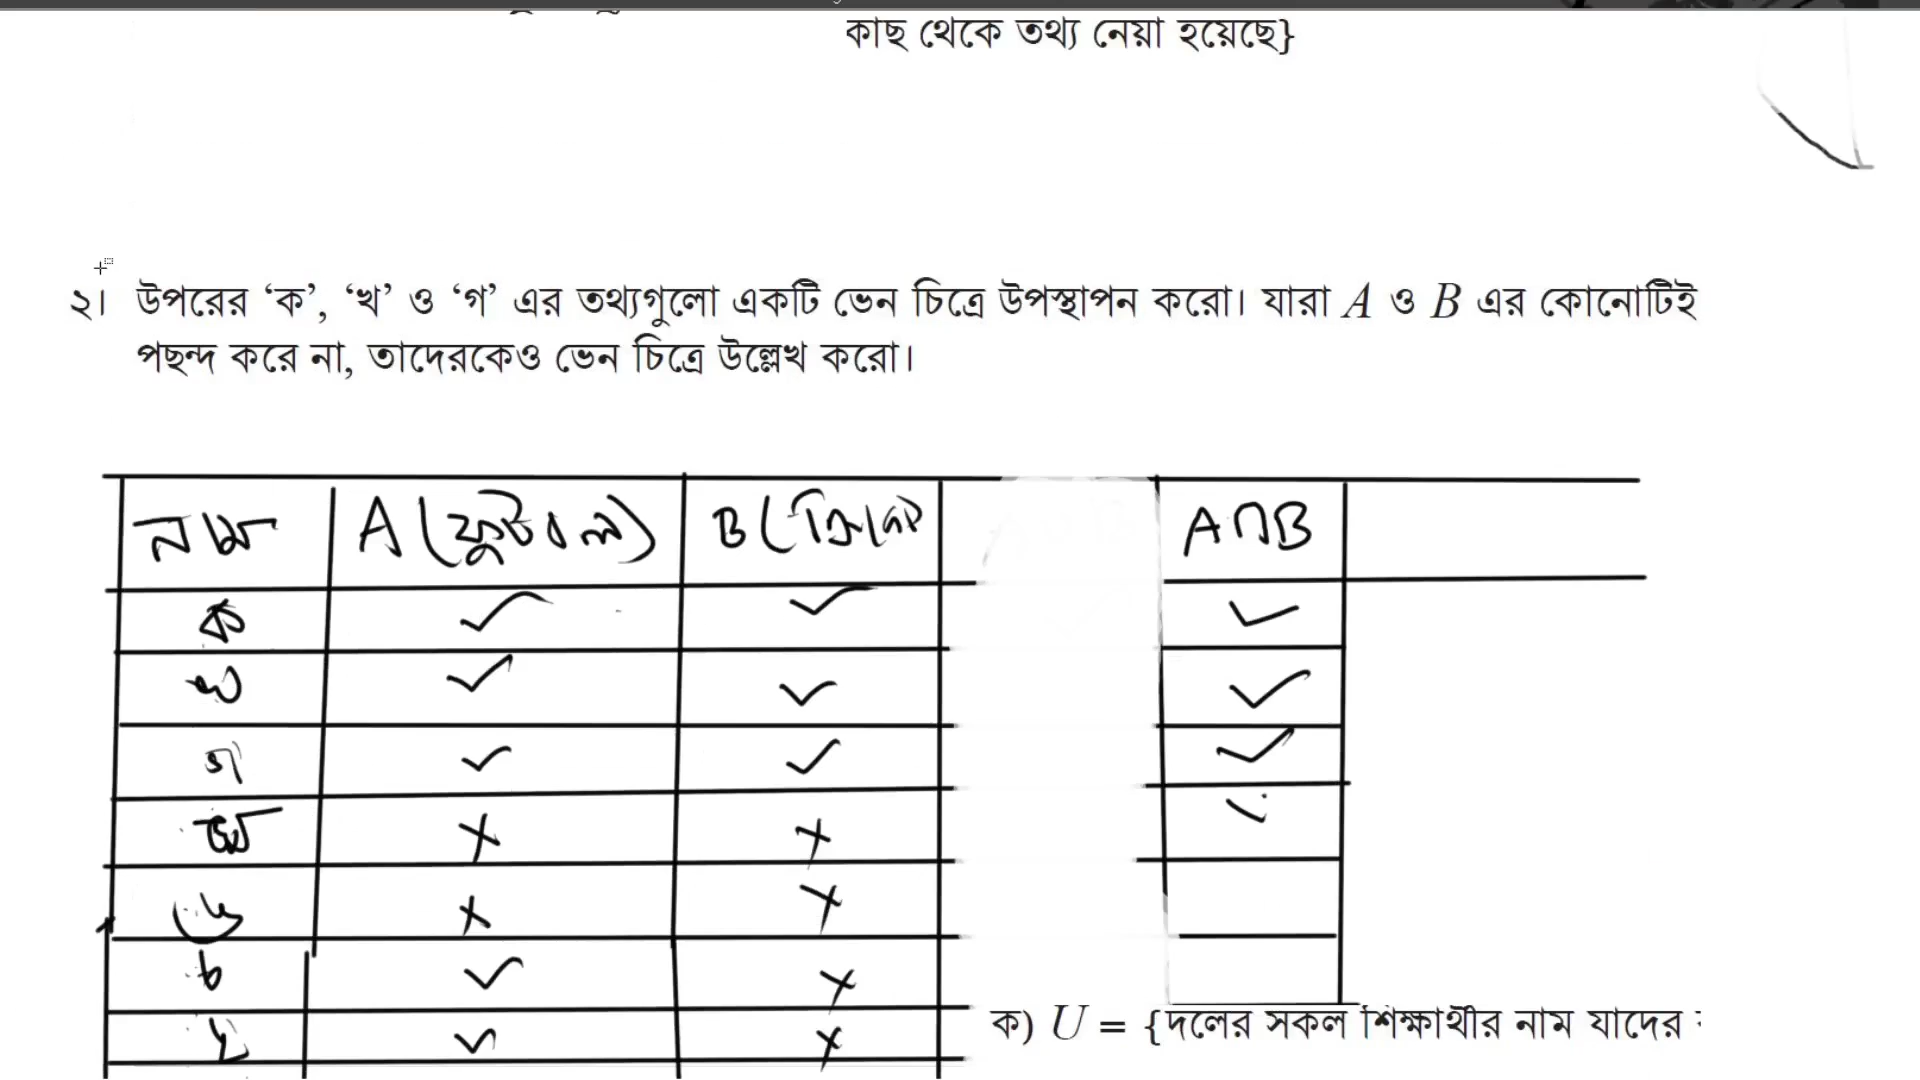 কাছ থেকে তথ্য নেয়া হয়েছে}
২। উপরের ‘ক’, ‘খ’ ও ‘গ’ এর তথ্যগুলো একটি ভেন চিত্রে উপস্থাপন করো। যারা A ও B এর কোনোটিই
পছন্দ করে না, তাদেরকেও ভেন চিত্রে উল্লেখ করো।
নাম A (ফুটবল) B ( A∩B
ক ✓ ✓ ✓
খ ✓ ✓ ✓
গ ✓ ✓ ✓
ঘ × ×
ঙ × ×
চ ✓ ×
ছ ✓ ×
ক) U = {দলের সকল শিক্ষার্থীর নাম যাদের